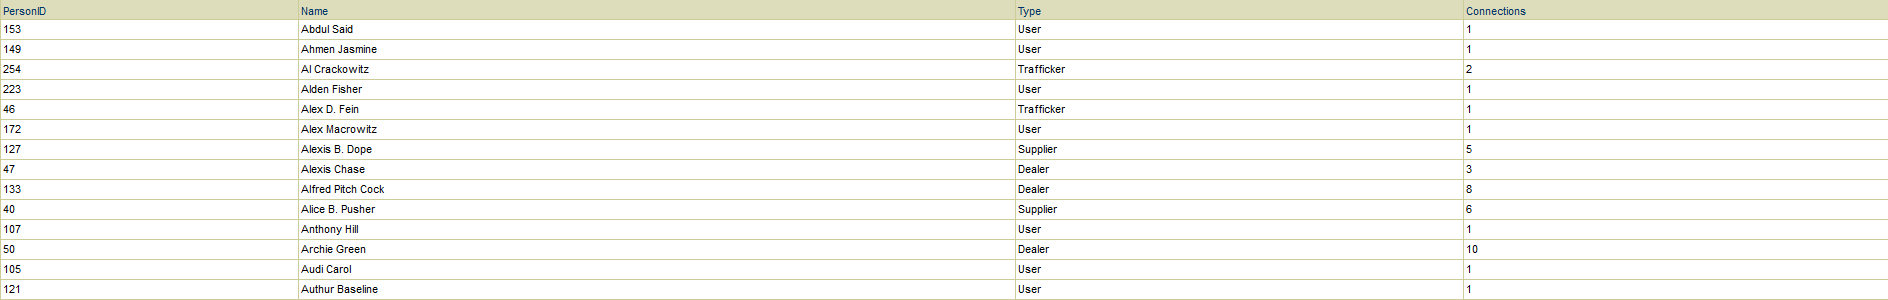 PersonID Name Type Connections
153 Abdul Said User 1
149 Ahmen Jasmine User 1
254 Al Crackowitz Trafficker 2
223 Alden Fisher User 1
46 Alex D. Fein Trafficker 1
172 Alex Macrowitz User 1
127 Alexis B. Dope Supplier 5
47 Alexis Chase Dealer 3
133 Alfred Pitch Cock Dealer 8
40 Alice B. Pusher Supplier 6
107 Anthony Hill User 1
50 Archie Green Dealer 10
105 Audi Carol User 1
121 Authur Baseline User 1